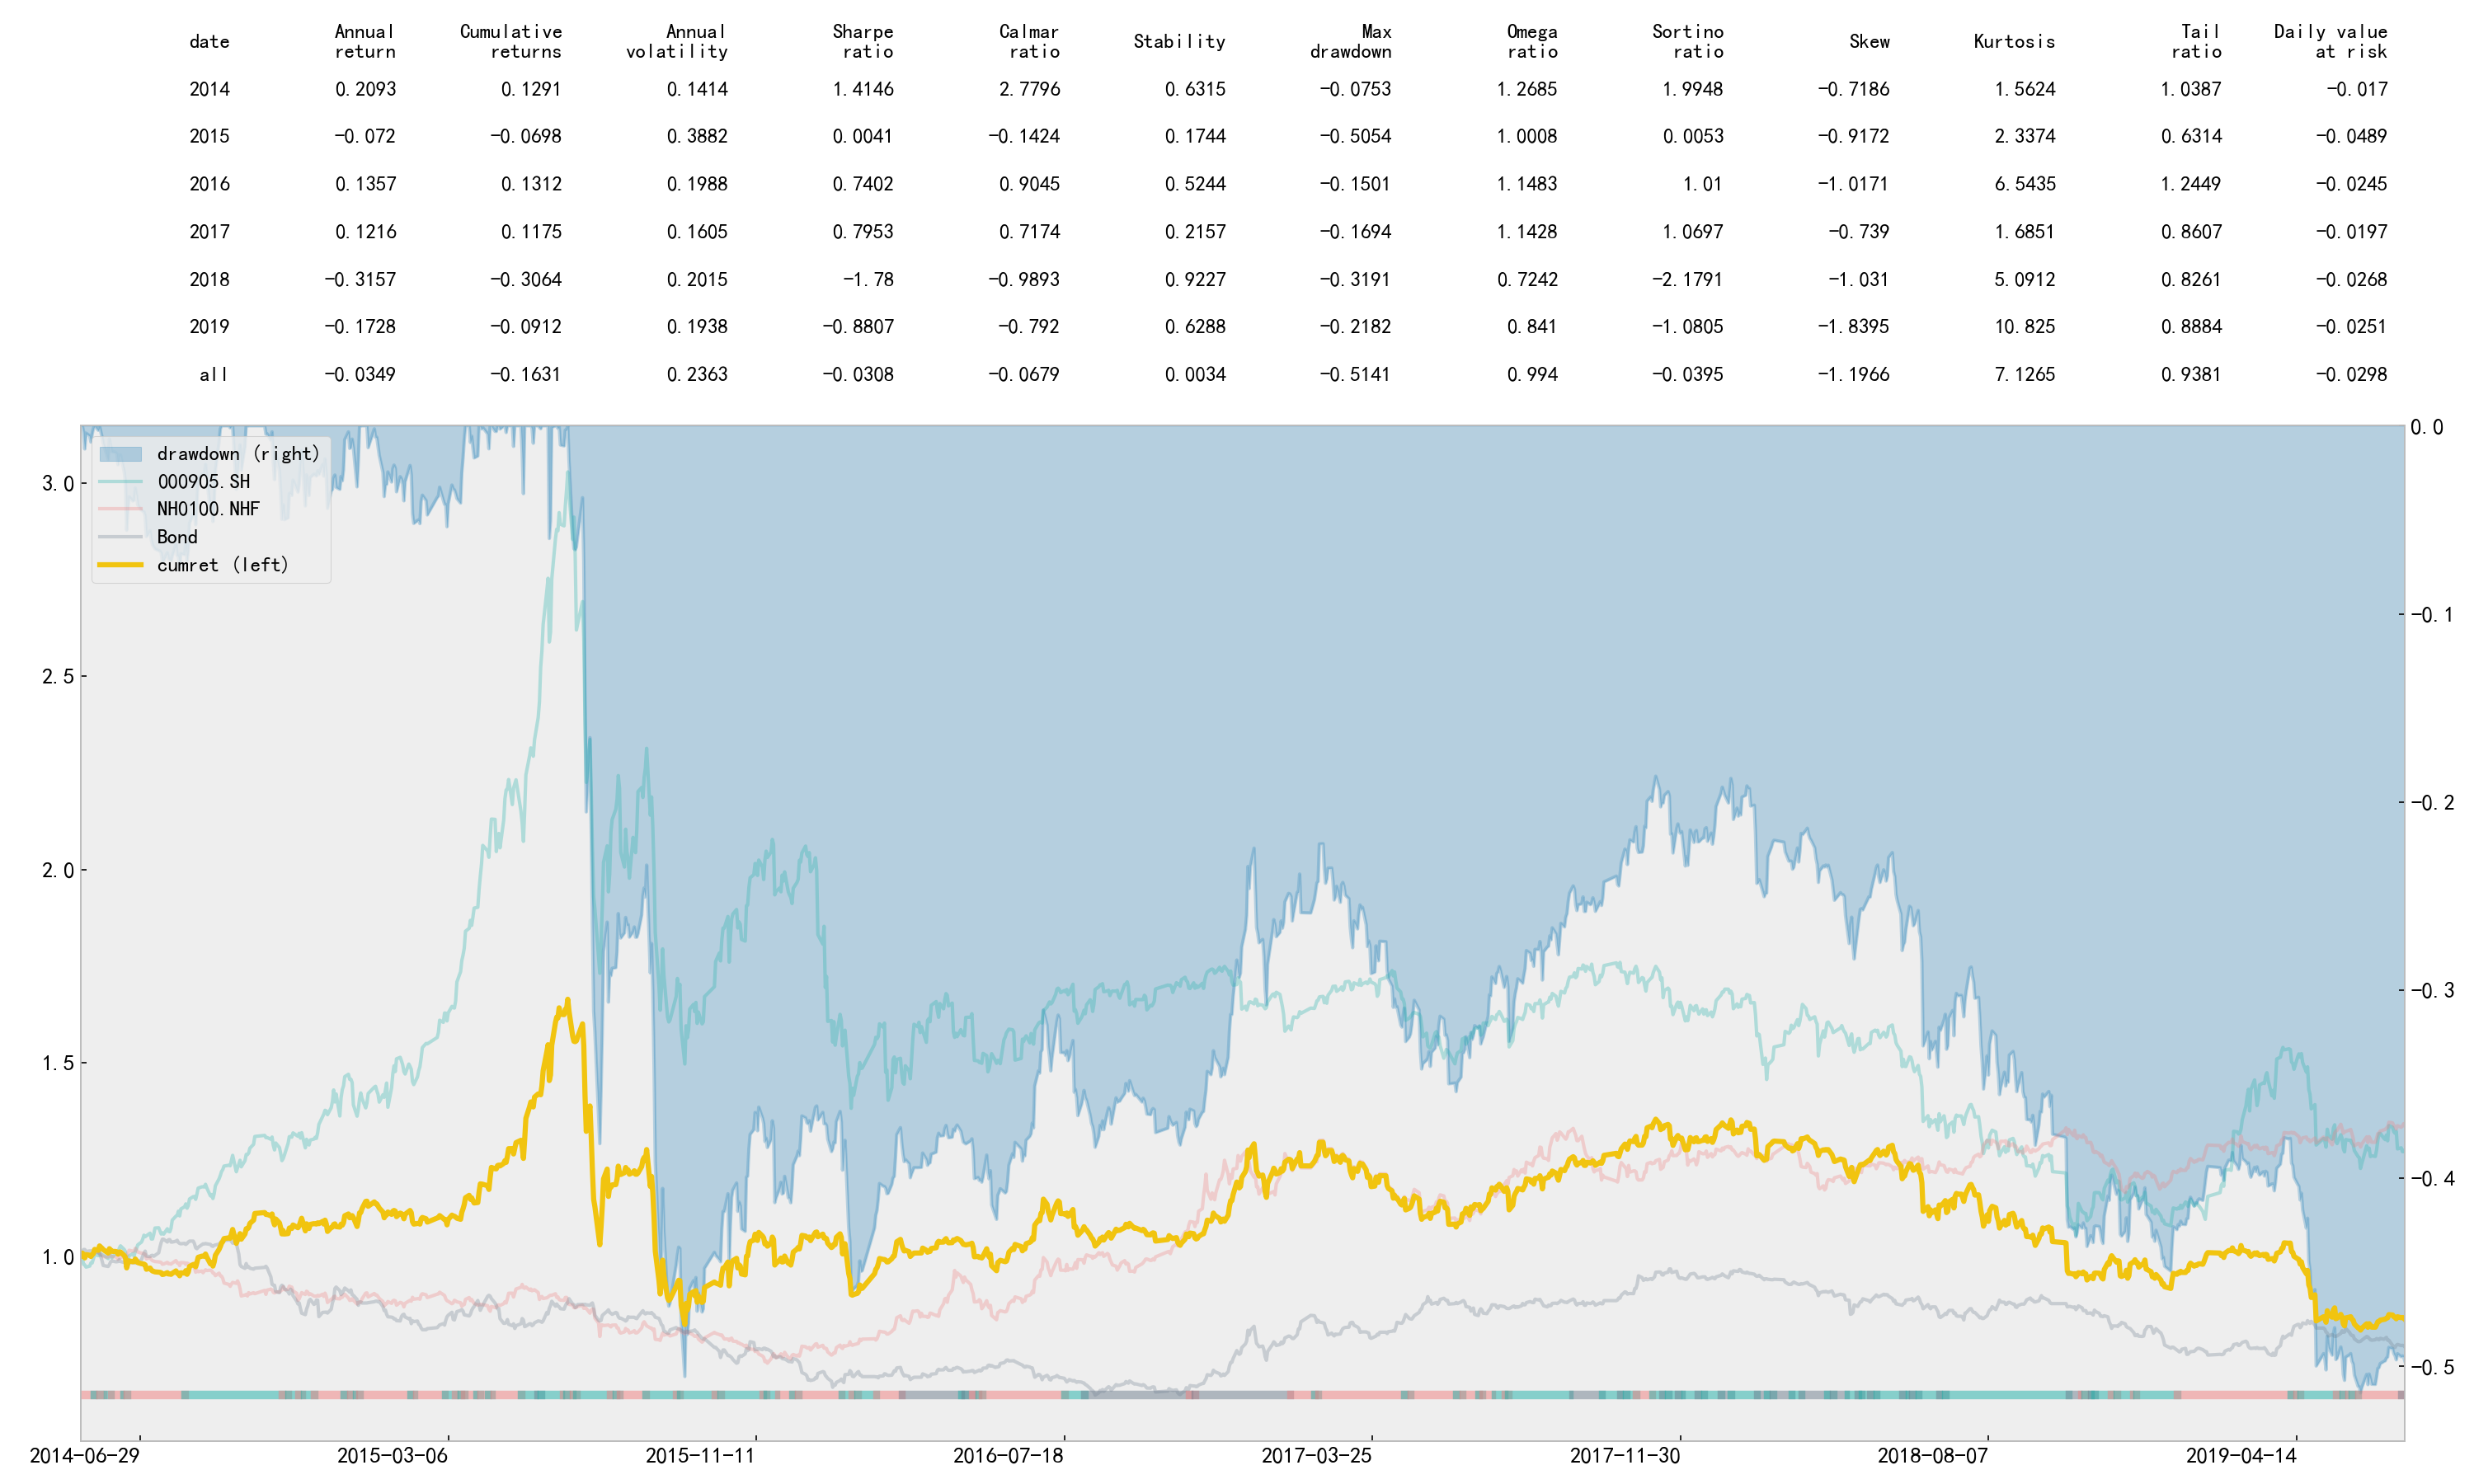 date Annual return Cumulative returns Annual volatility Sharpe ratio Calmar ratio Stability Max drawdown Omega ratio Sortino ratio Skew Kurtosis Tail ratio Daily value at risk
2014 0.2093 0.1291 0.1414 1.4146 2.7796 0.6315 -0.0753 1.2685 1.9948 -0.7186 1.5624 1.0387 -0.017
2015 -0.072 -0.0698 0.3882 0.0041 -0.1424 0.1744 -0.5054 1.0008 0.0053 -0.9172 2.3374 0.6314 -0.0489
2016 0.1357 0.1312 0.1988 0.7402 0.9045 0.5244 -0.1501 1.1483 1.01 -1.0171 6.5435 1.2449 -0.0245
2017 0.1216 0.1175 0.1605 0.7953 0.7174 0.2157 -0.1694 1.1428 1.0697 -0.739 1.6851 0.8607 -0.0197
2018 -0.3157 -0.3064 0.2015 -1.78 -0.9893 0.9227 -0.3191 0.7242 -2.1791 -1.031 5.0912 0.8261 -0.0268
2019 -0.1728 -0.0912 0.1938 -0.8807 -0.792 0.6288 -0.2182 0.841 -1.0805 -1.8395 10.825 0.8884 -0.0251
all -0.0349 -0.1631 0.2363 -0.0308 -0.0679 0.0034 -0.5141 0.994 -0.0395 -1.1966 7.1265 0.9381 -0.0298
drawdown (right)
000905.SH
NH0100.NHF
Bond
cumret (left)
3.0
2.5
2.0
1.5
1.0
0.0
-0.1
-0.2
-0.3
-0.4
-0.5
2014-06-29 2015-03-06 2015-11-11 2016-07-18 2017-03-25 2017-11-30 2018-08-07 2019-04-14